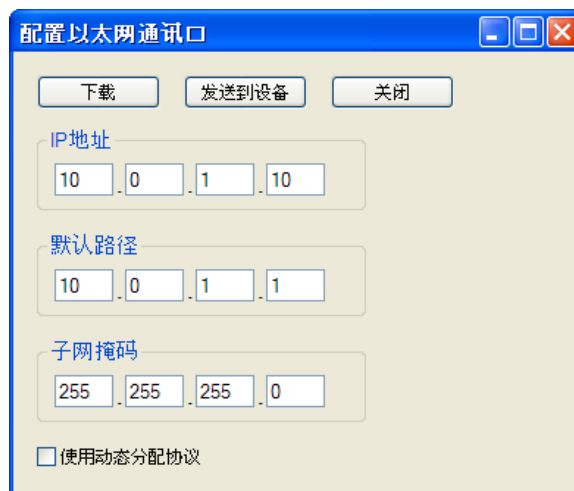 配置以太网通讯口
下载 发送到设备 关闭
IP地址
10 . 0 . 1 . 10
默认路径
10 . 0 . 1 . 1
子网掩码
255 . 255 . 255 . 0
使用动态分配协议